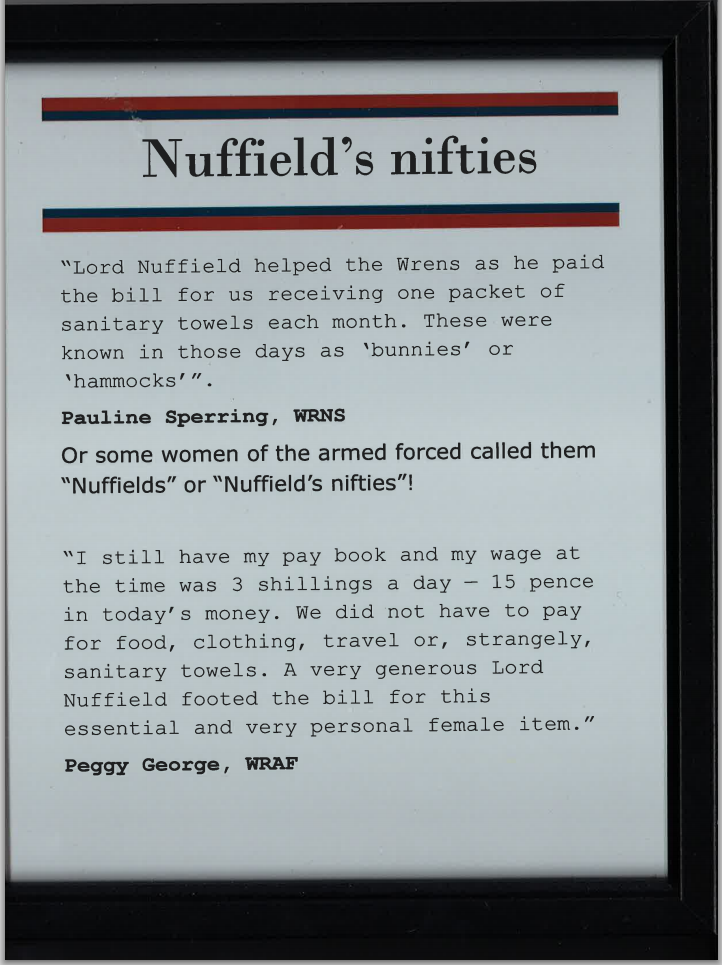 Nuffield’s nifties
“Lord Nuffield helped the Wrens as he paid
the bill for us receiving one packet of
sanitary towels each month. These were
known in those days as ‘bunnies’ or
‘hammocks’”.
Pauline Sperring, WRNS
Or some women of the armed forced called them
“Nuffields” or “Nuffield’s nifties”!
“I still have my pay book and my wage at
the time was 3 shillings a day – 15 pence
in today’s money. We did not have to pay
for food, clothing, travel or, strangely,
sanitary towels. A very generous Lord
Nuffield footed the bill for this
essential and very personal female item.”
Peggy George, WRAF